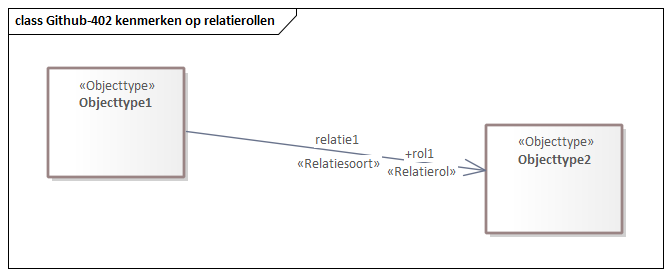 class Github-402 kenmerken op relatierollen
«Objecttype»
Objecttype1
relatie1
«Relatiesoort»
+rol1
«Relatierol»
«Objecttype»
Objecttype2